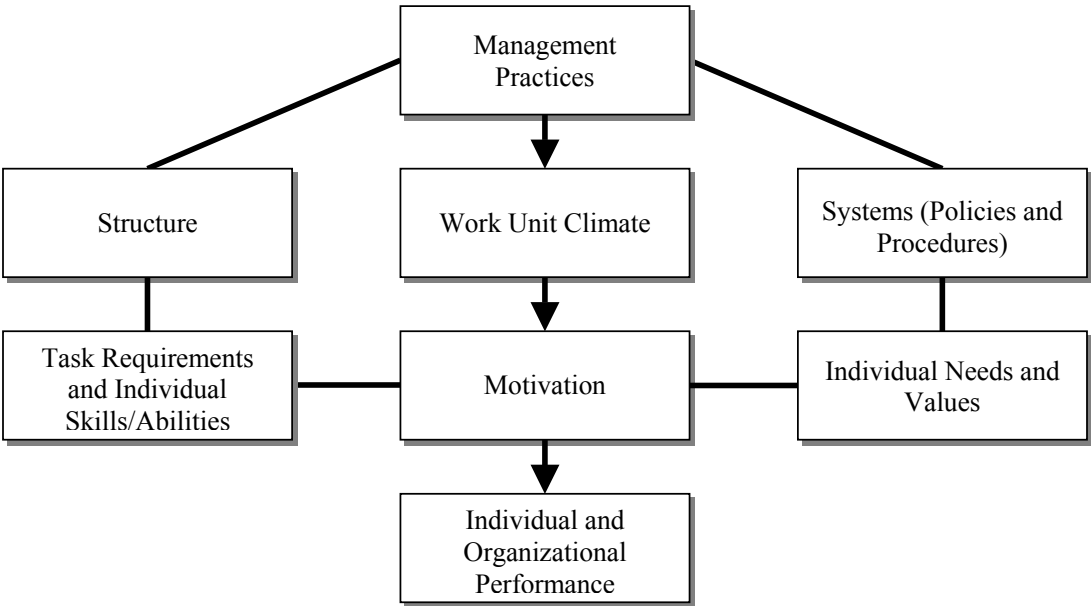 Management
Practices
Structure
Work Unit Climate
Systems (Policies and
Procedures)
Task Requirements
and Individual
Skills/Abilities
Motivation
Individual Needs and
Values
Individual and
Organizational
Performance